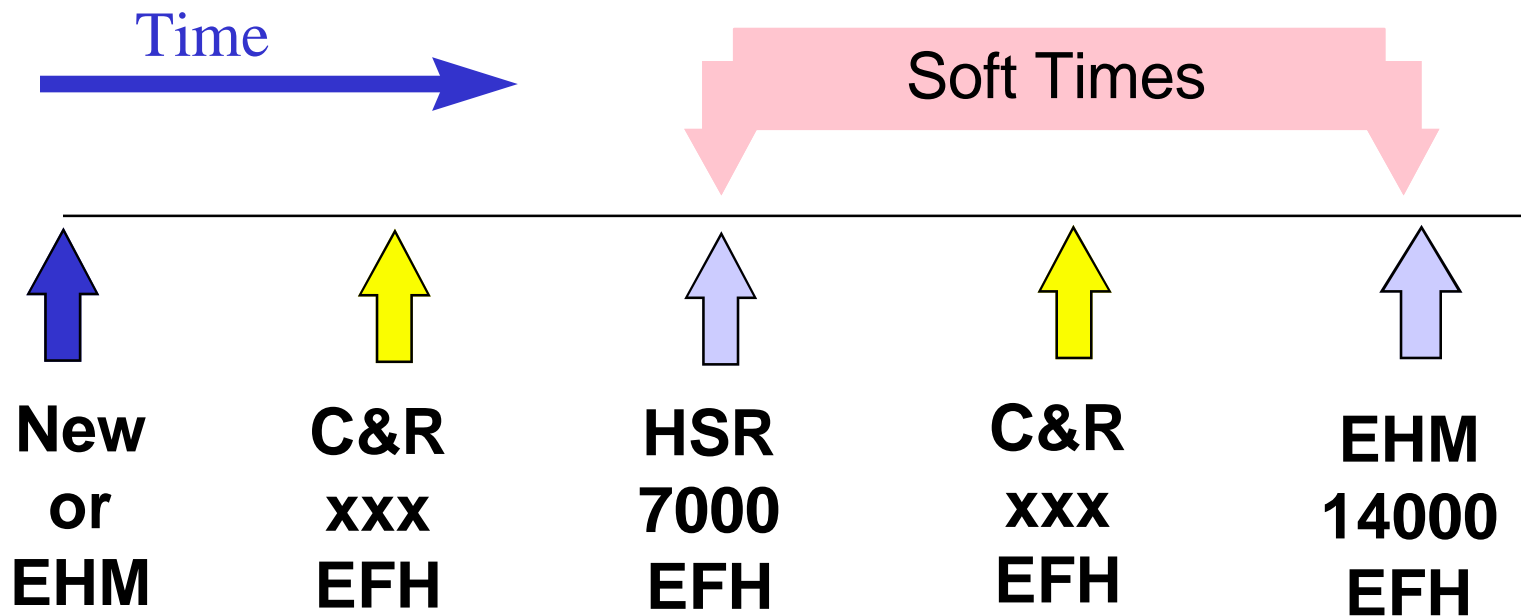 Time
Soft Times
New
or
EHM
C&R
xxx
EFH
HSR
7000
EFH
C&R
xxx
EFH
EHM
14000
EFH